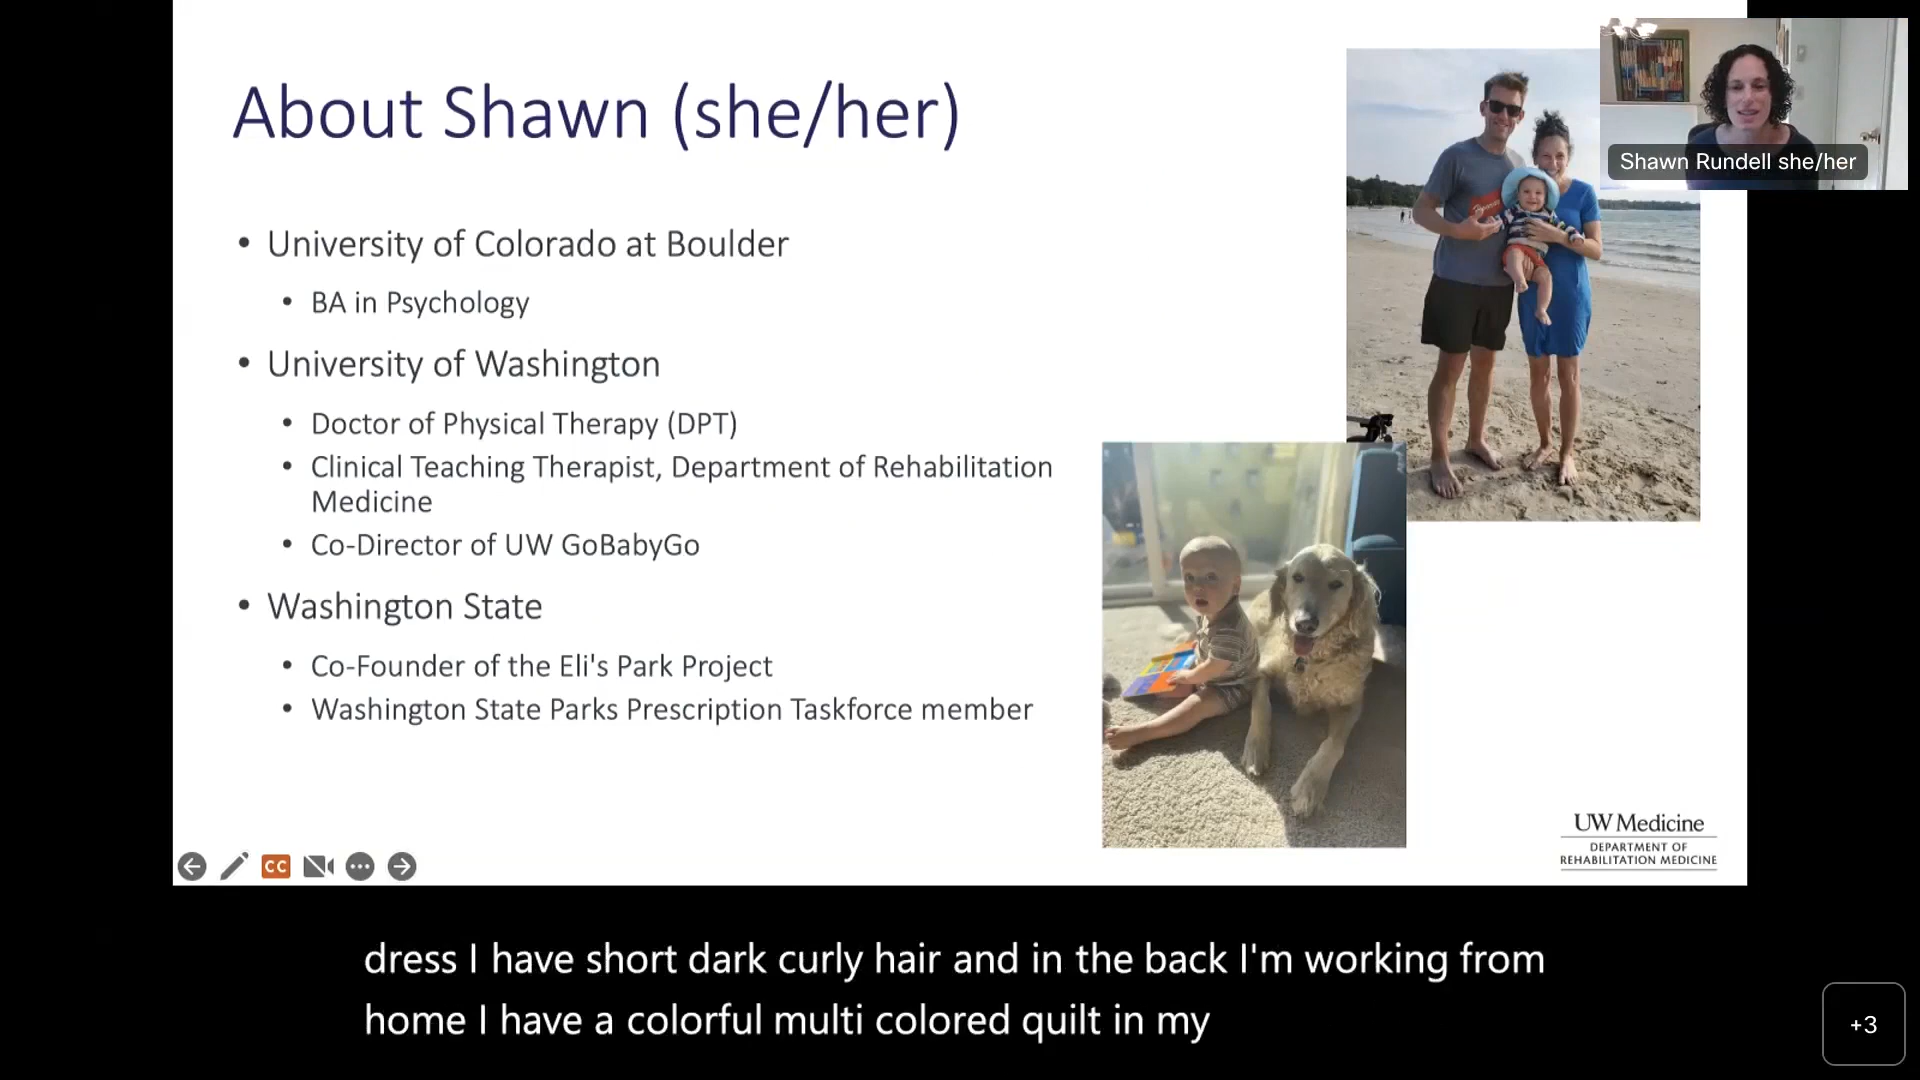 About Shawn (she/her)
Shawn Rundell she/her
• University of Colorado at Boulder
• BA in Psychology
• University of Washington
• Doctor of Physical Therapy (DPT)
• Clinical Teaching Therapist, Department of Rehabilitation
Medicine
• Co-Director of UW GoBabyGo
• Washington State
• Co-Founder of the Eli's Park Project
• Washington State Parks Prescription Taskforce member
UW Medicine
DEPARTMENT OF
REHABILITATION MEDICINE
CC
dress I have short dark curly hair and in the back I'm working from
home I have a colorful multi colored quilt in my
+3